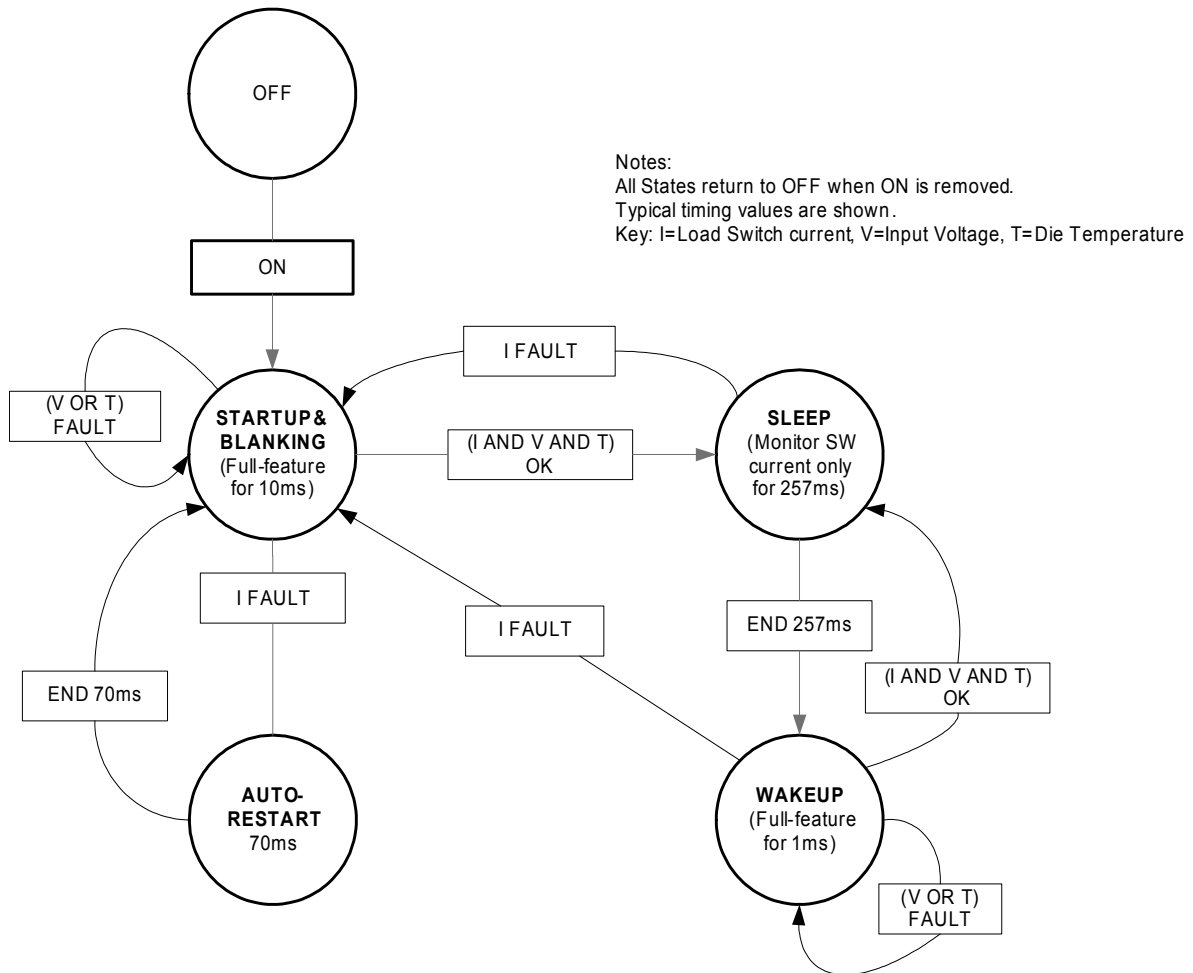 OFF
Notes:
All States return to OFF when ON is removed.
Typical timing values are shown.
Key: I=Load Switch current, V=Input Voltage, T=Die Temperature
ON
I FAULT
(V OR T)
FAULT
STARTUP&
BLANKING
(Full-feature
for 10ms)
(I AND V AND T)
OK
SLEEP
(Monitor SW
current only
for 257ms)
I FAULT
I FAULT
END 257ms
END 70ms
(I AND V AND T)
OK
AUTO-
RESTART
70ms
WAKEUP
(Full-feature
for 1ms)
(V OR T)
FAULT